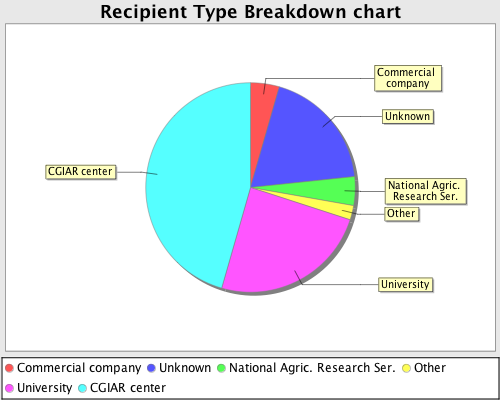 Recipient Type Breakdown chart
Commercial
company
Unknown
CGIAR center
National Agric.
Research Ser.
Other
University
Commercial company Unknown National Agric. Research Ser. Other
University CGIAR center